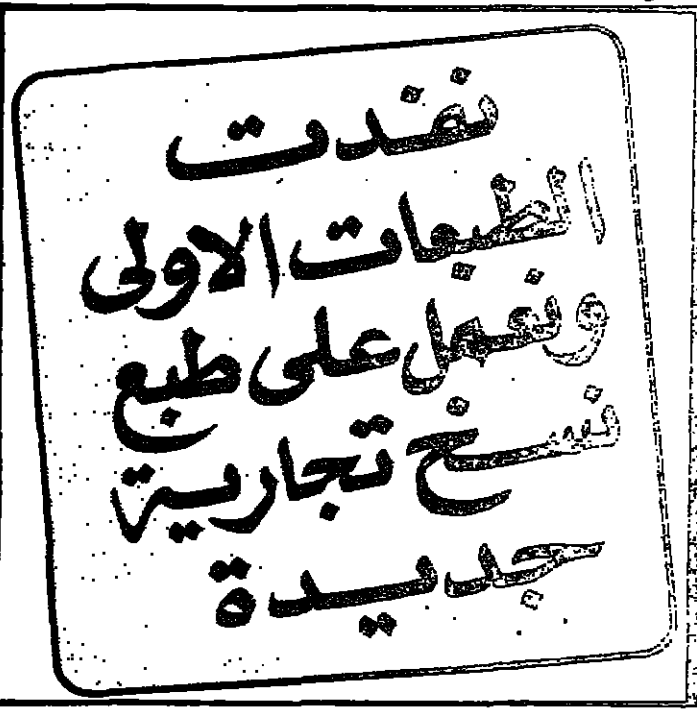 نفدت
الطبعات الاولى
ونعمل على طبع
نسخ تجارية
جديدة